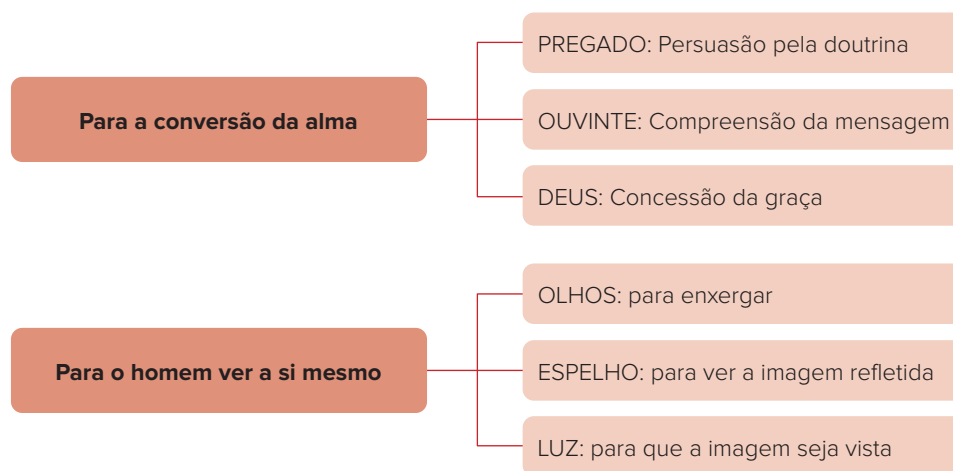 Para a conversão da alma
PREGADO: Persuasão pela doutrina
OUVINTE: Compreensão da mensagem
DEUS: Concessão da graça
Para o homem ver a si mesmo
OLHOS: para enxergar
ESPELHO: para ver a imagem refletida
LUZ: para que a imagem seja vista